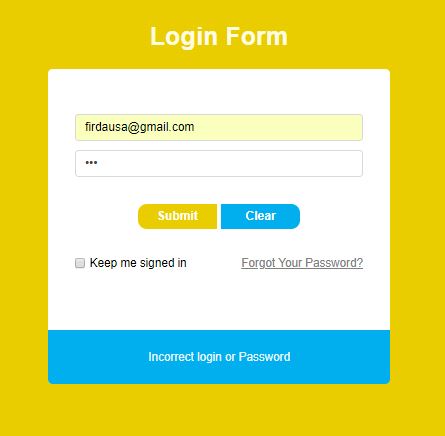 Login Form
firdausa@gmail.com
•••
Submit Clear
Keep me signed in Forgot Your Password?
Incorrect login or Password